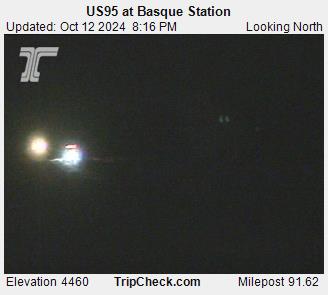 US95 at Basque Station
Updated: Oct 12 2024 8:16 PM Looking North
Elevation 4460 TripCheck.com Milepost 91.62